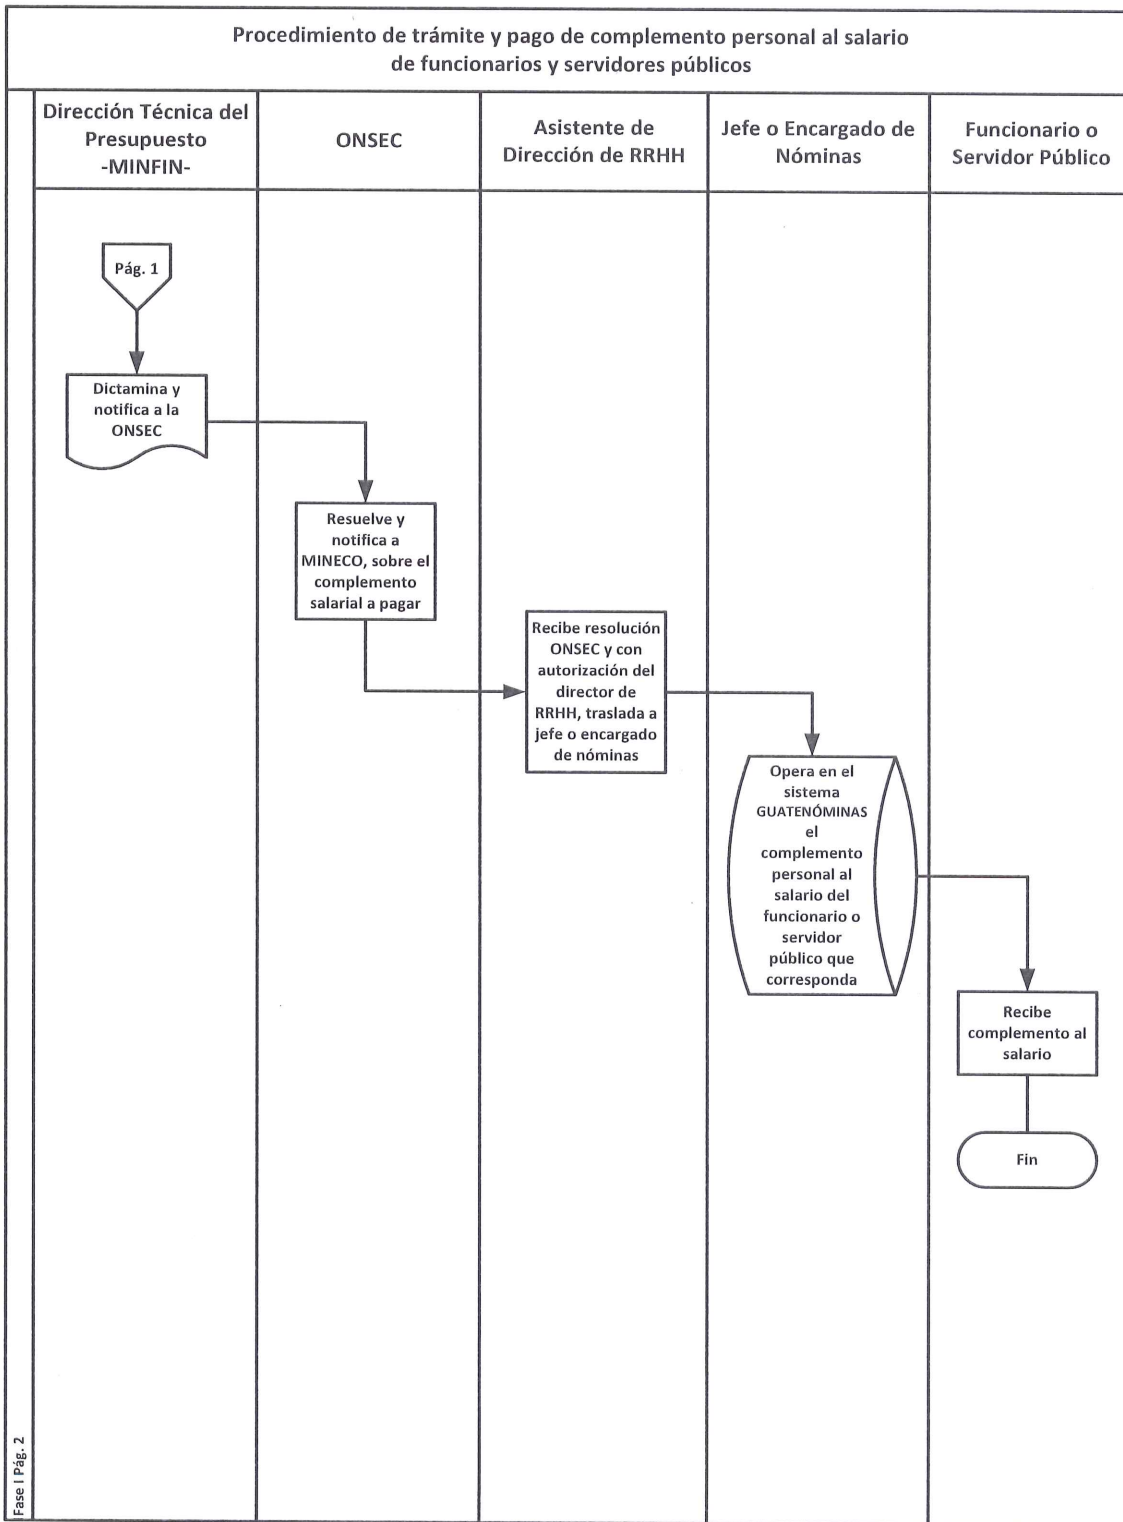 Procedimiento de trámite y pago de complemento personal al salario
de funcionarios y servidores públicos
Dirección Técnica del
Presupuesto
-MINFIN-
ONSEC
Asistente de
Dirección de RRHH
Jefe o Encargado de
Nóminas
Funcionario o
Servidor Público
Pág. 1
Dictamina y
notifica a la
ONSEC
Resuelve y
notifica a
MINECO, sobre el
complemento
salarial a pagar
Recibe resolución
ONSEC y con
autorización del
director de
RRHH, traslada a
jefe o encargado
de nóminas
Opera en el
sistema
GUATENÓMINAS
el
complemento
personal al
salario del
funcionario o
servidor
público que
corresponda
Recibe
complemento al
salario
Fin
Fase I Pág. 2